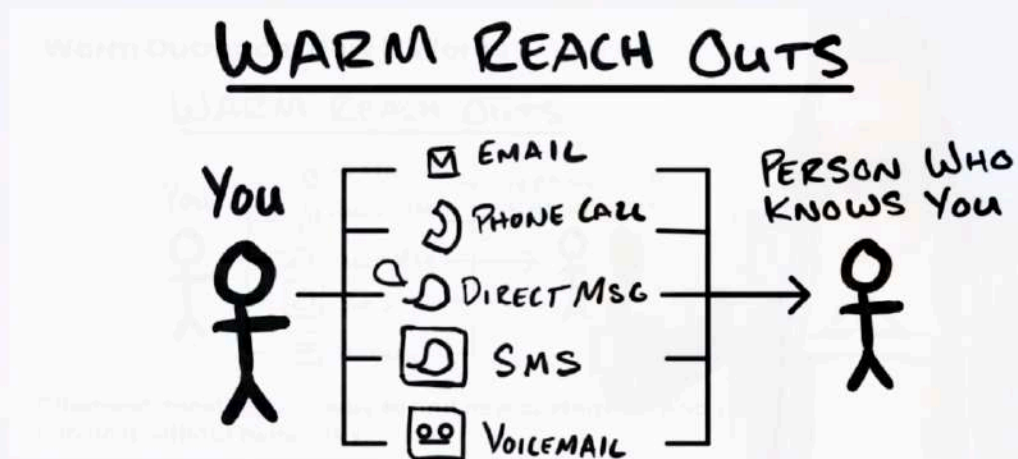 WARM REACH OUTS
You
EMAIL
PHONE CALL
DIRECT MSG
SMS
VOICEMAIL
PERSON WHO
KNOWS YOU